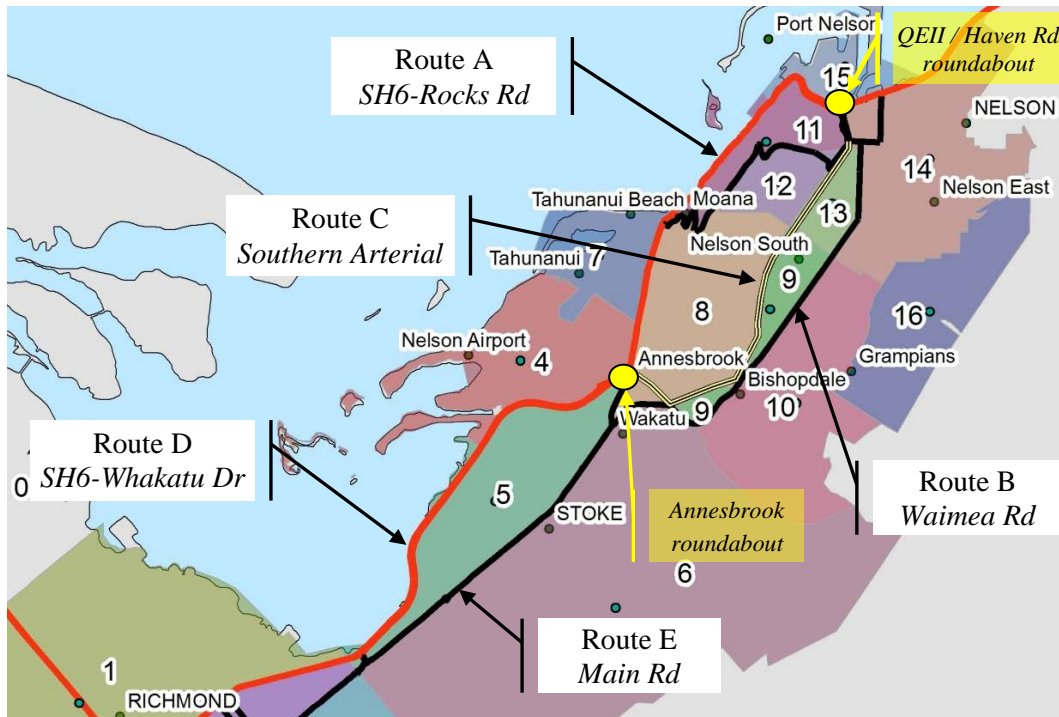 Port Nelson
QEII / Haven Rd
roundabout
Route A
SH6-Rocks Rd
15
NELSON
11
14
12
Nelson East
Tahunanui Beach
Moana
13
Route C
Southern Arterial
Nelson South
Tahunanui
7
9
8
16
Nelson Airport
4
Annesbrook
Grampians
Bishopdale
9
10
Wakatu
Route D
SH6-Whakatu Dr
0
5
Route B
Waimea Rd
STOKE
Annesbrook
roundabout
6
Route E
Main Rd
1
RICHMOND